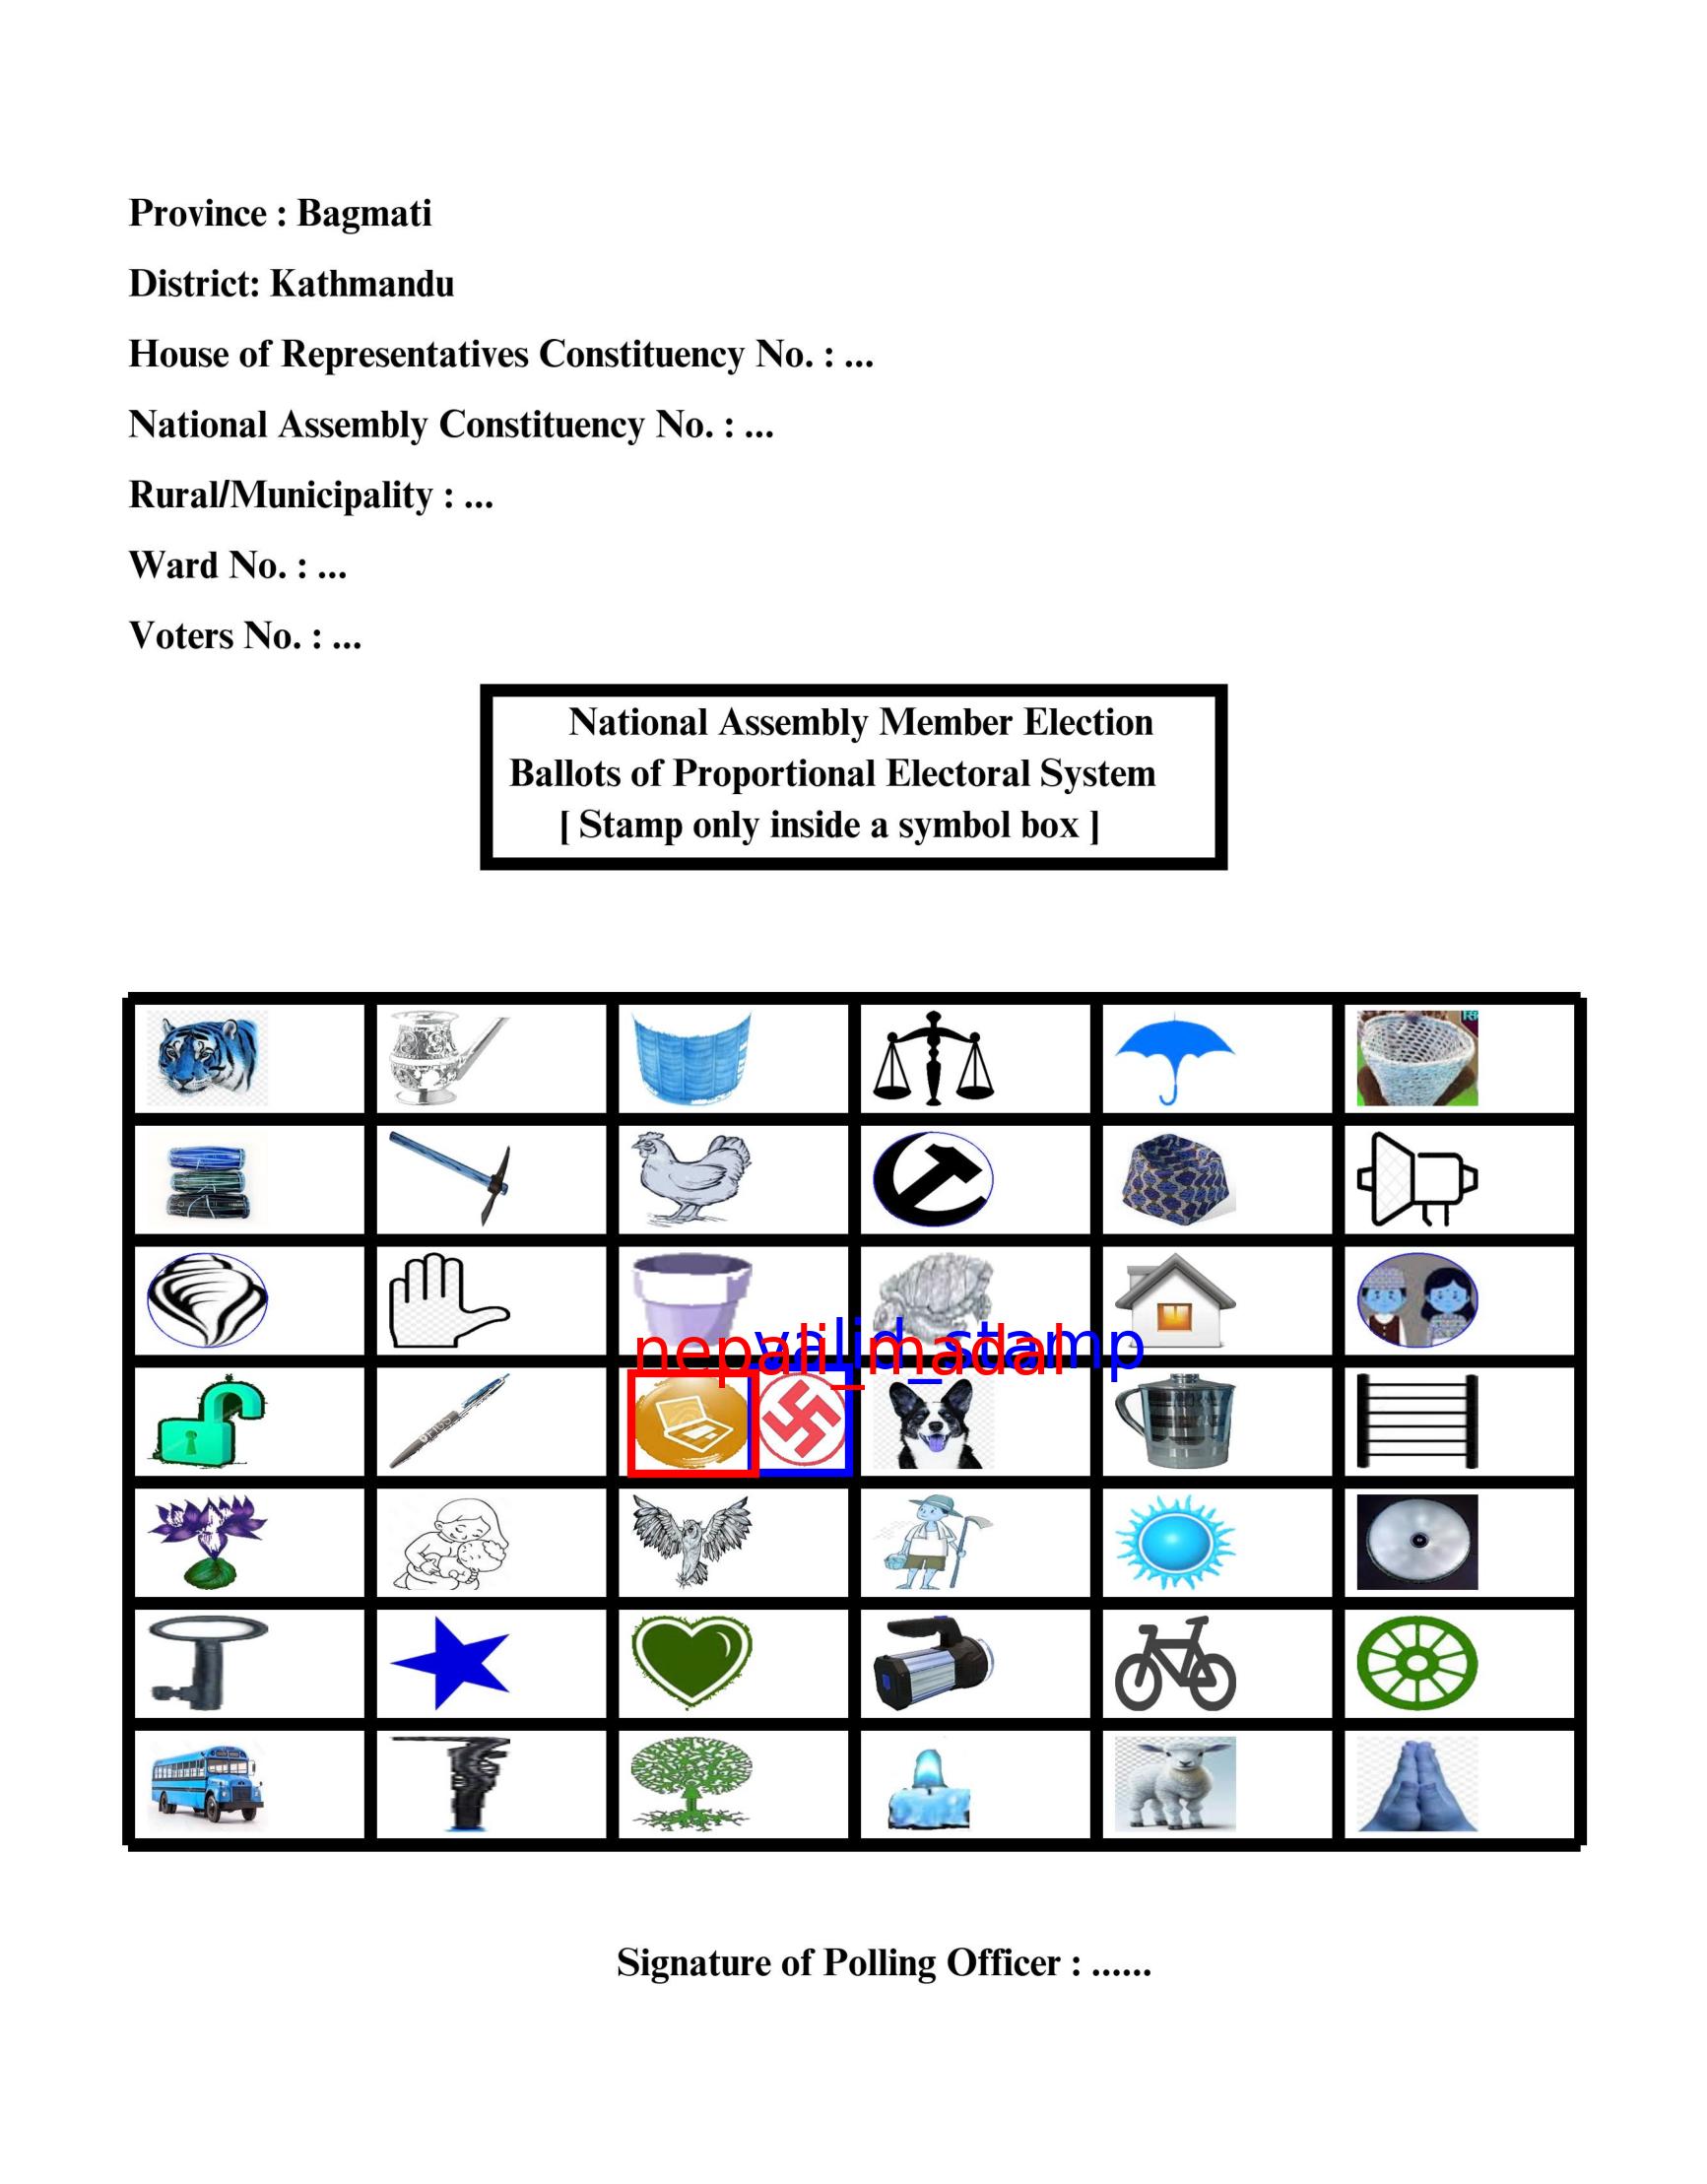 Province : Bagmati
District: Kathmandu
House of Representatives Constituency No. : ...
National Assembly Constituency No. : ...
Rural/Municipality : ...
Ward No. : ...
Voters No. : ...
National Assembly Member Election
Ballots of Proportional Electoral System
[ Stamp only inside a symbol box ]
valid_stamp
nepali_madal
Signature of Polling Officer : ......